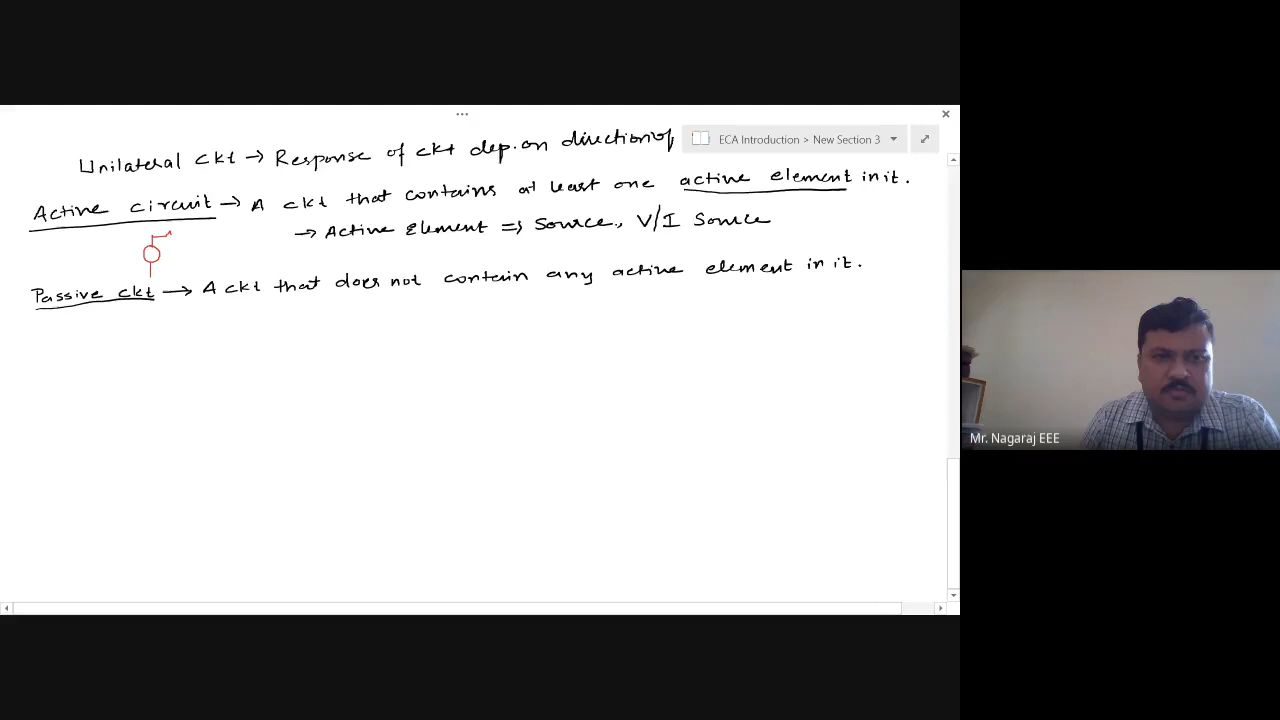 ECA Introduction > New Section 3
Unilateral ckt → Response of ckt dep. on direction of
Active circuit → A ckt that contains at least one active element in it.
→ Active Element ⇒ Source, V/I Source
Passive ckt → A ckt that does not contain any active element in it.
Mr. Nagaraj EEE